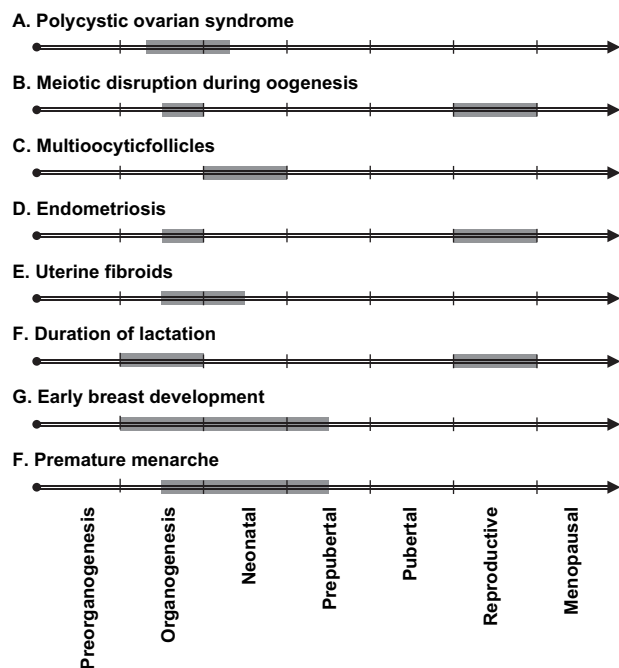 A. Polycystic ovarian syndrome
B. Meiotic disruption during oogenesis
C. Multioocyticfollicles
D. Endometriosis
E. Uterine fibroids
F. Duration of lactation
G. Early breast development
F. Premature menarche
Preorganogenesis
Organogenesis
Neonatal
Prepubertal
Pubertal
Reproductive
Menopausal